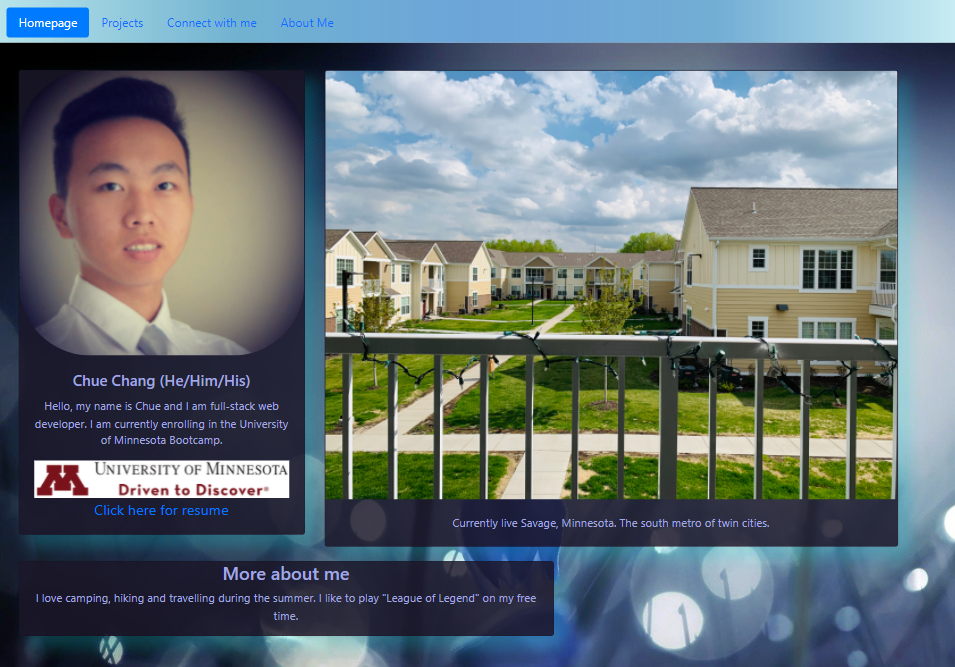 Homepage Projects Connect with me About Me
Chue Chang (He/Him/His)
Hello, my name is Chue and I am full-stack web
developer. I am currently enrolling in the University
of Minnesota Bootcamp.
UNIVERSITY OF MINNESOTA
Driven to Discover®
Click here for resume
Currently live Savage, Minnesota. The south metro of twin cities.
More about me
I love camping, hiking and travelling during the summer. I like to play "League of Legend" on my free
time.